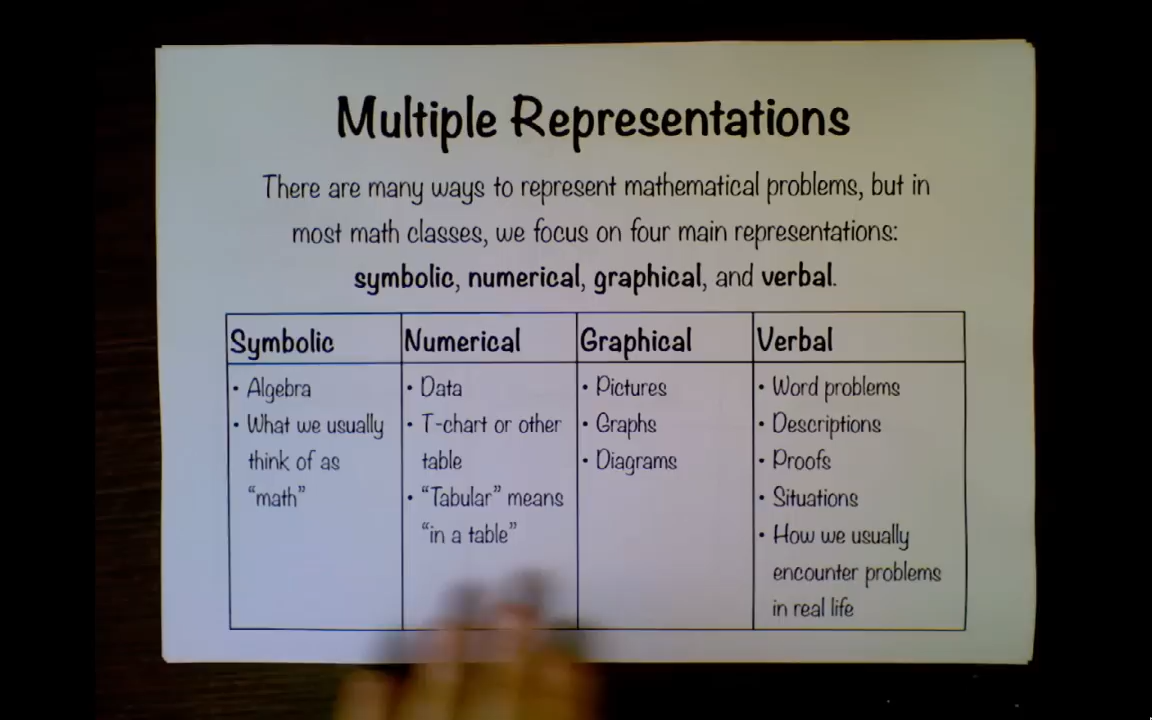 Multiple Representations
There are many ways to represent mathematical problems, but in
most math classes, we focus on four main representations:
symbolic, numerical, graphical, and verbal.
Symbolic
• Algebra
• What we usually
think of as
“math”
Numerical
• Data
• T-chart or other
table
• “Tabular” means
“in a table”
Graphical
• Pictures
• Graphs
• Diagrams
Verbal
• Word problems
• Descriptions
• Proofs
• Situations
• How we usually
encounter problems
in real life